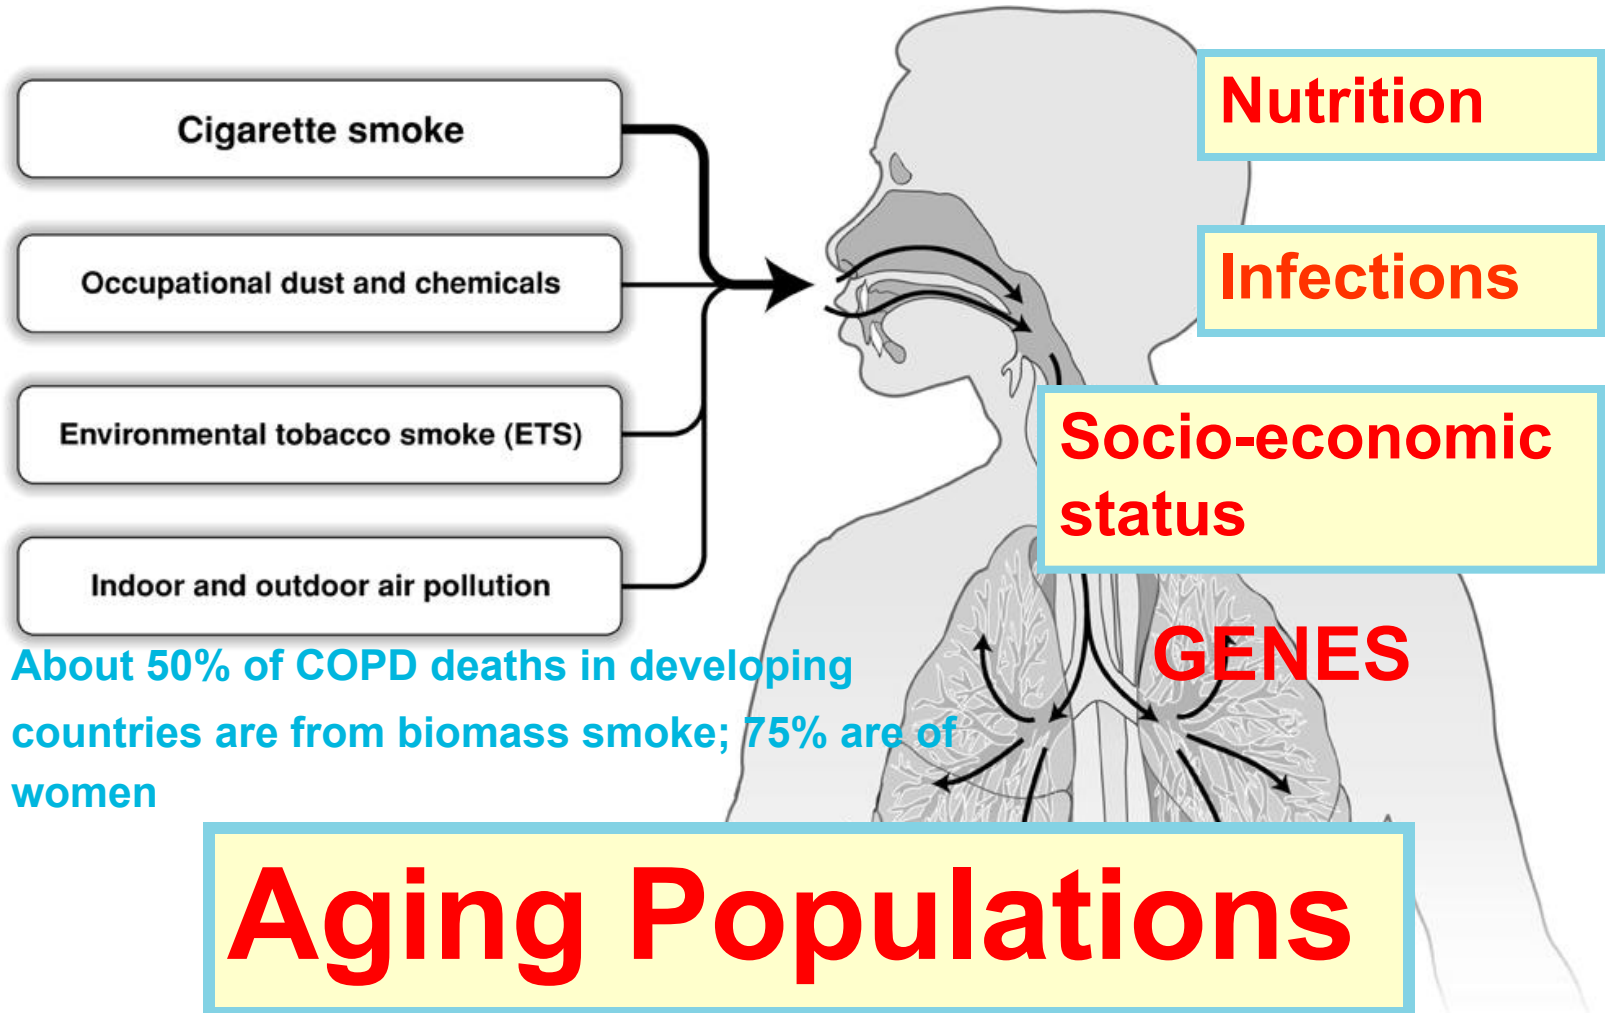 Cigarette smoke
Occupational dust and chemicals
Environmental tobacco smoke (ETS)
Indoor and outdoor air pollution
About 50% of COPD deaths in developing
countries are from biomass smoke; 75% are of
women
Nutrition
Infections
Socio-economic
status
GENES
Aging Populations